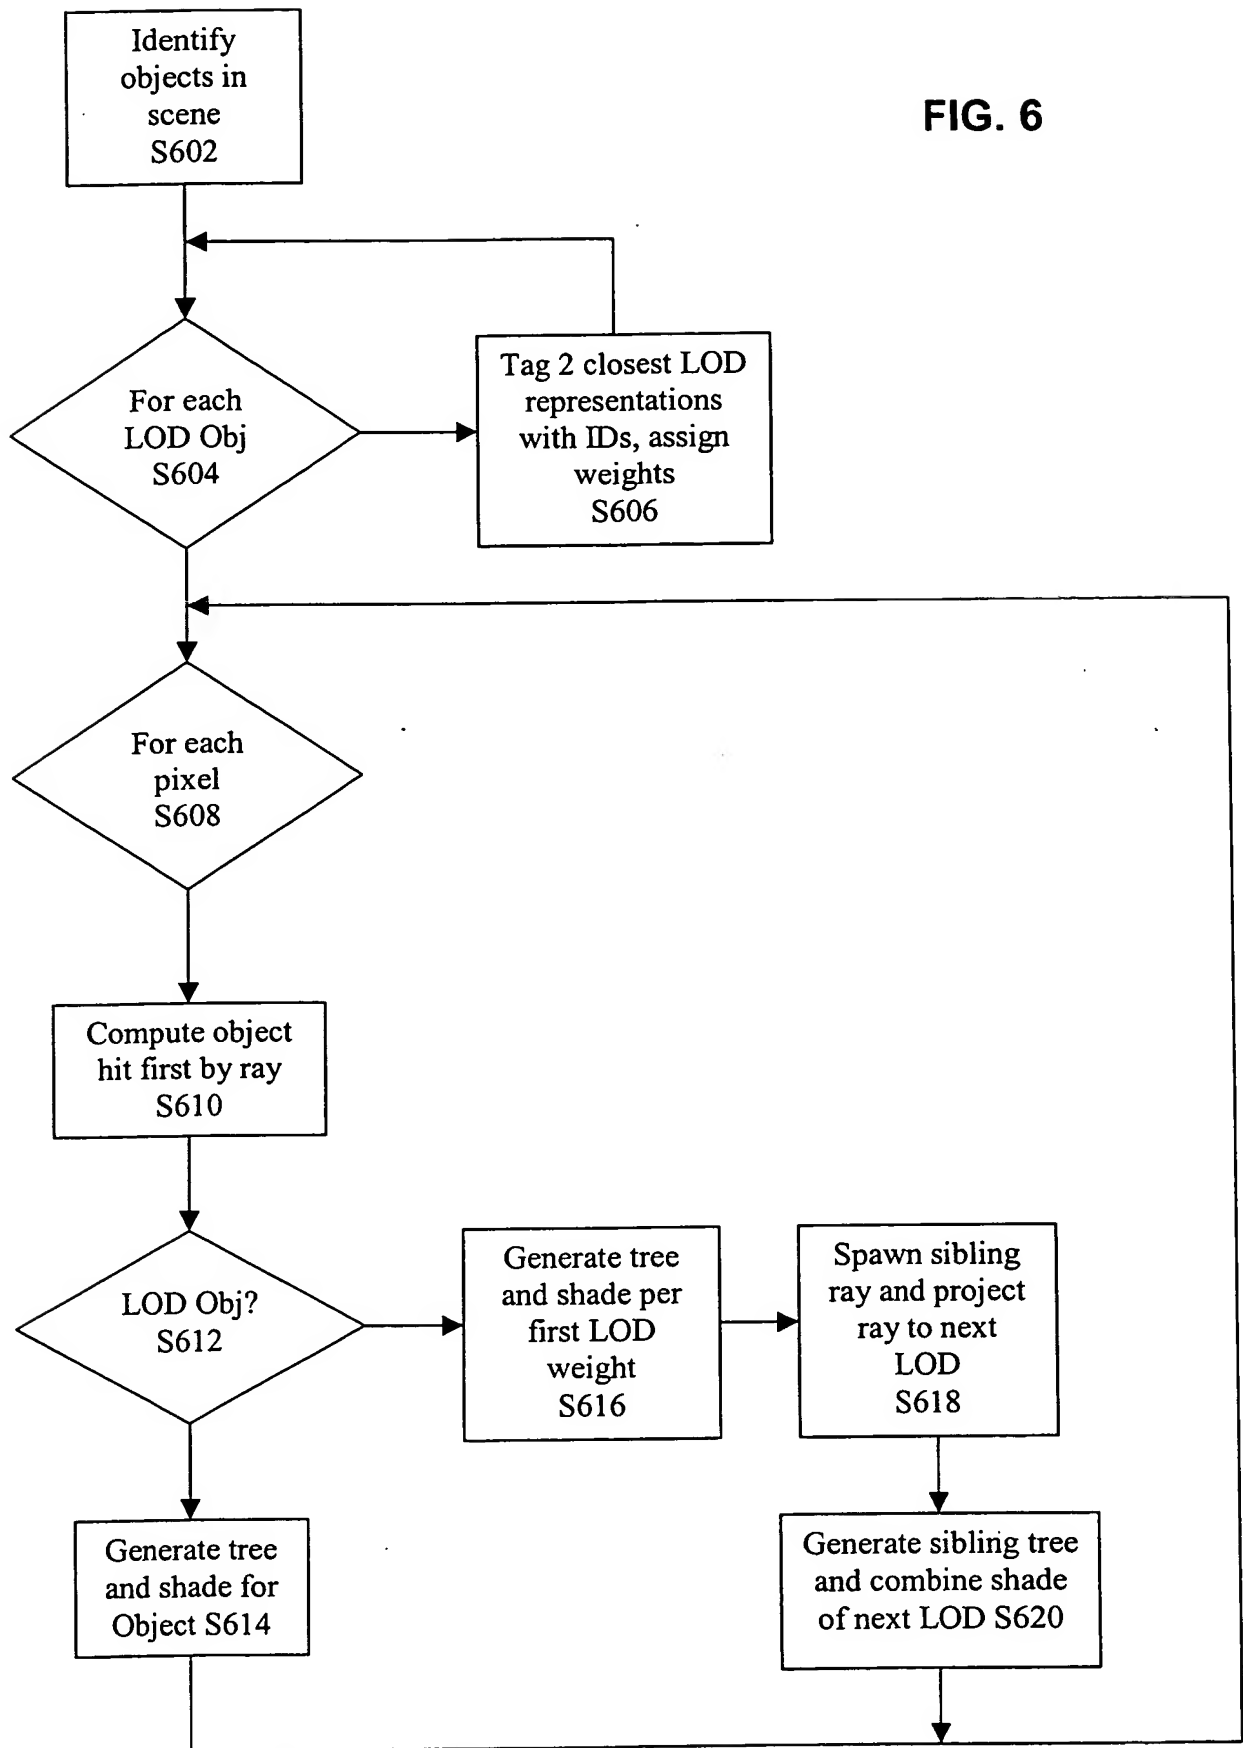 Identify
objects in
scene
S602
FIG. 6
For each
LOD Obj
S604
Tag 2 closest LOD
representations
with IDs, assign
weights
S606
For each
pixel
S608
Compute object
hit first by ray
S610
LOD Obj?
S612
Generate tree
and shade per
first LOD
weight
S616
Spawn sibling
ray and project
ray to next
LOD
S618
Generate tree
and shade for
Object S614
Generate sibling tree
and combine shade
of next LOD S620